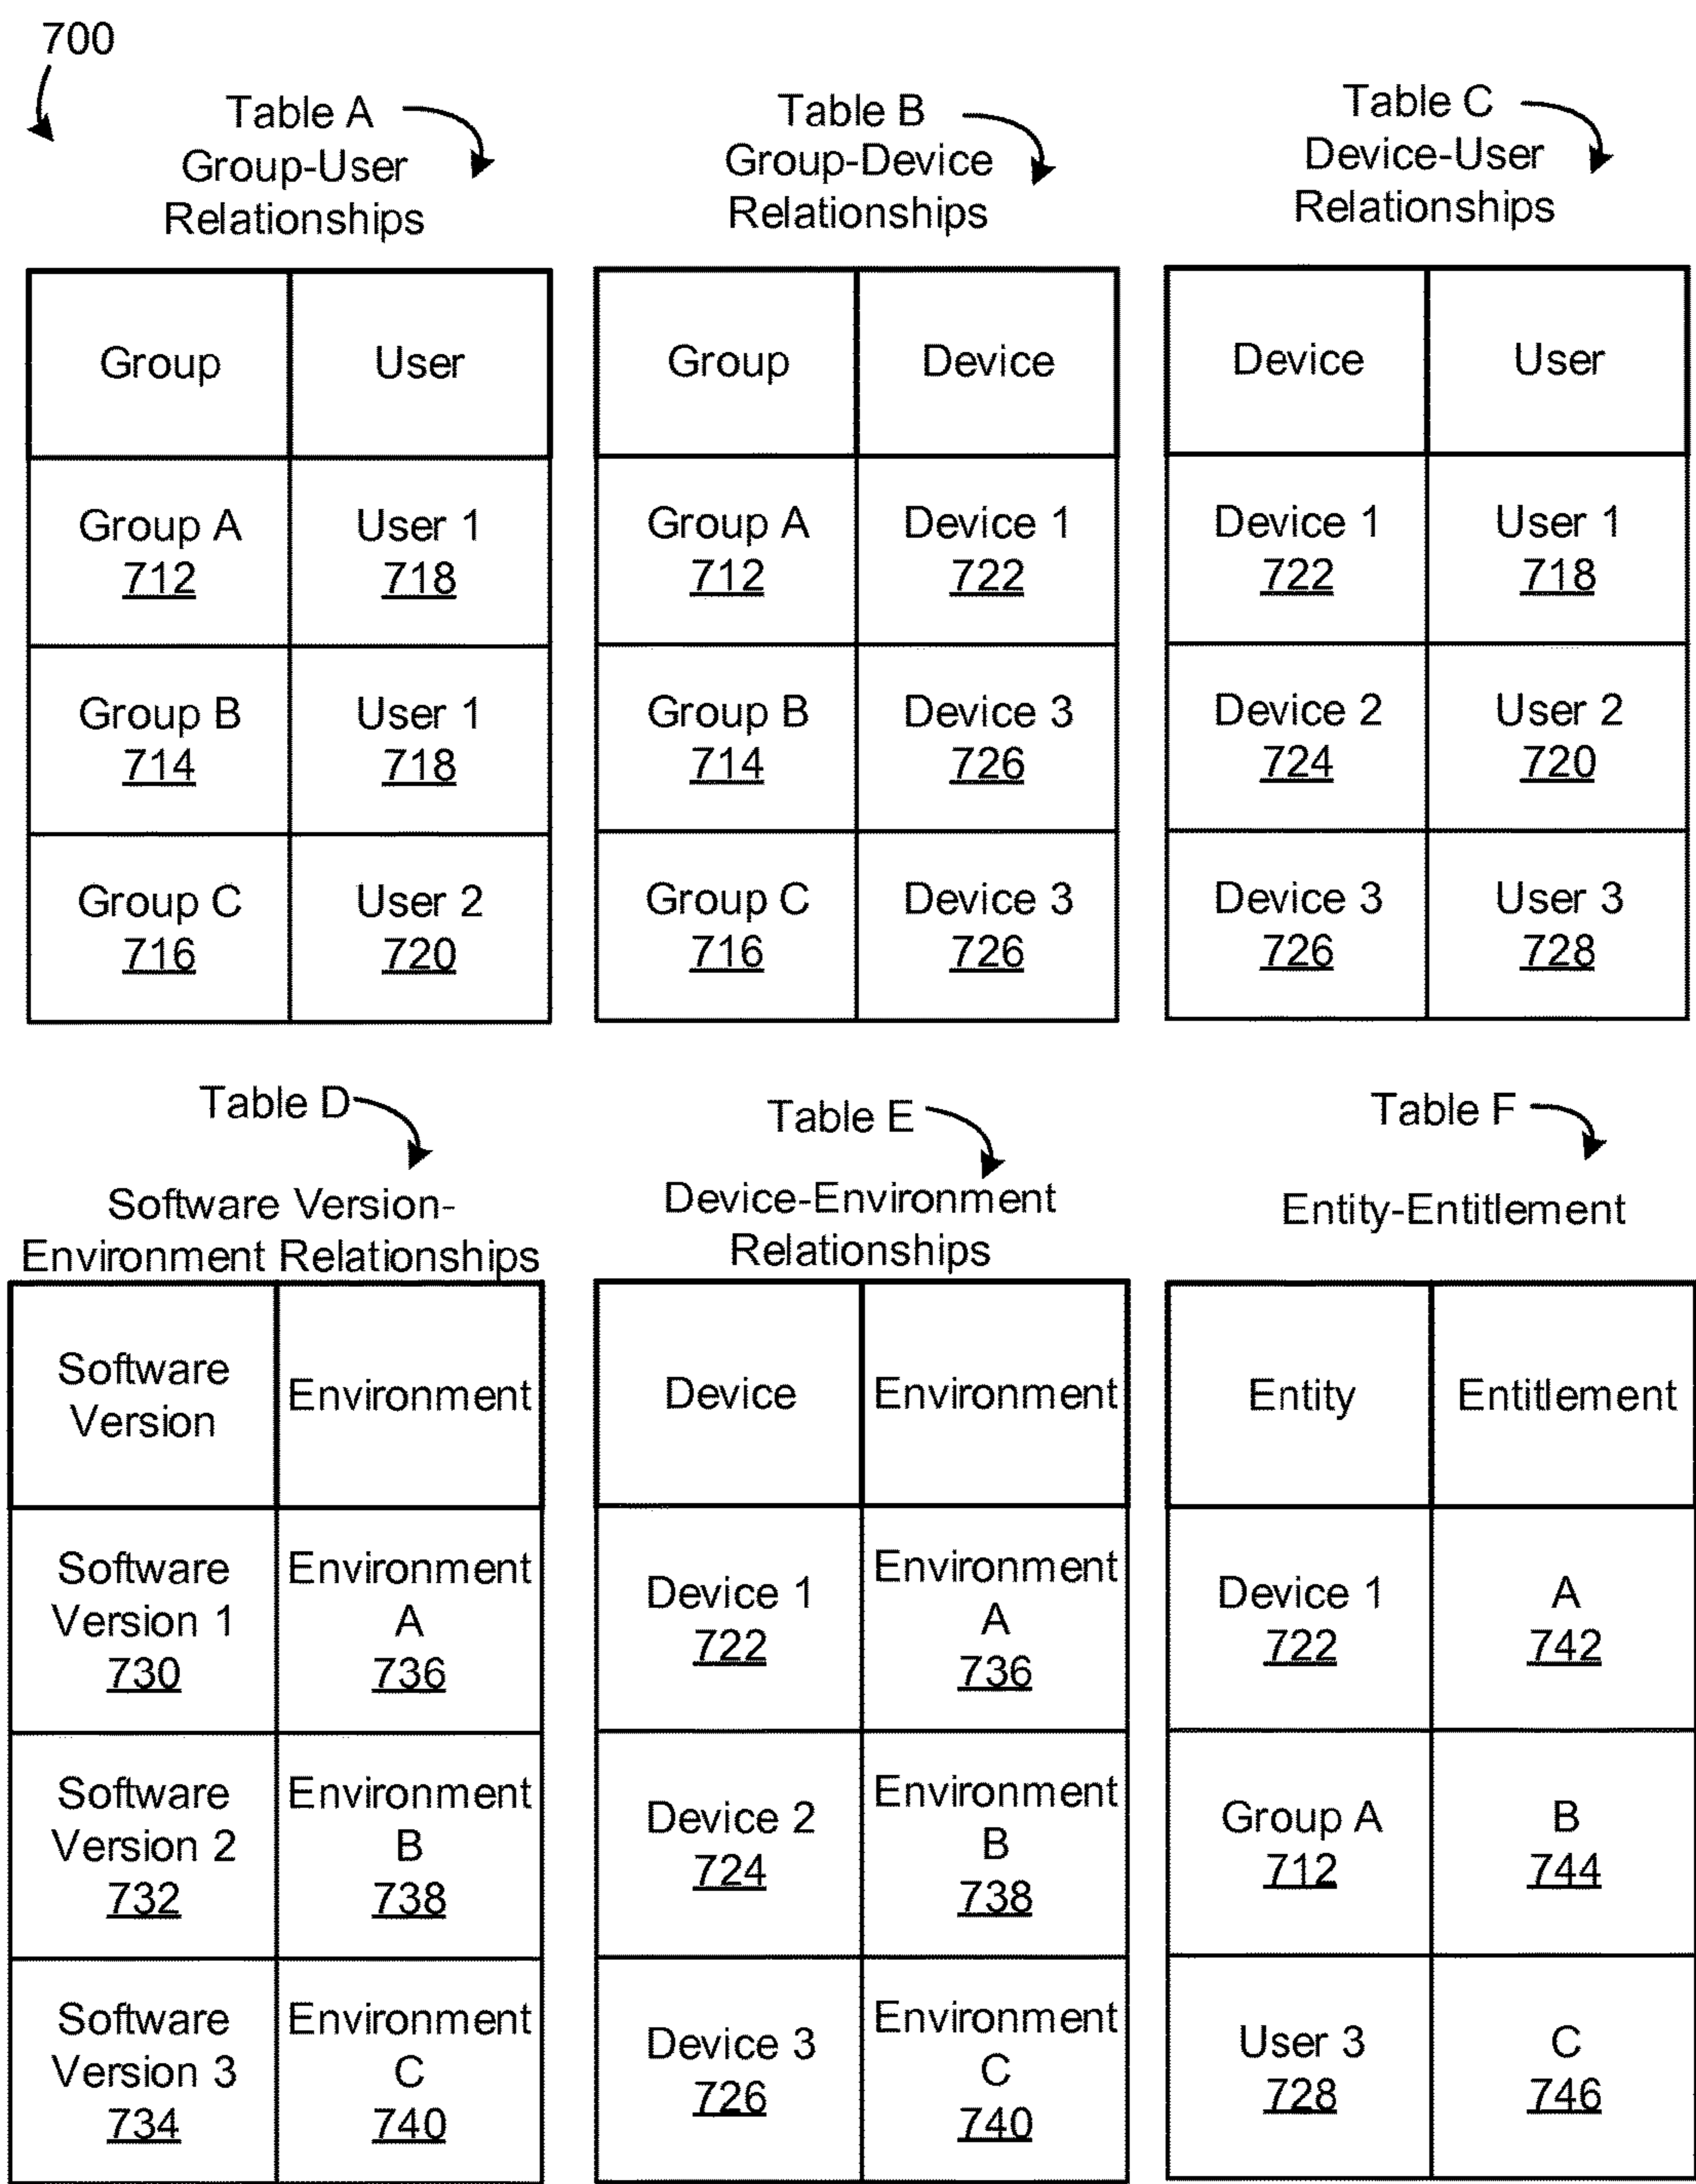 700
Table A
Group-User
Relationships
Table B
Group-Device
Relationships
Table C
Device-User
Relationships
Group
User
Group A
712
User 1
718
Group B
714
User 1
718
Group C
716
User 2
720
Group
Device
Group A
712
Device 1
722
Group B
714
Device 3
726
Group C
716
Device 3
726
Device
User
Device 1
722
User 1
718
Device 2
724
User 2
720
Device 3
726
User 3
728
Table D
Software Version-
Environment Relationships
Table E
Device-Environment
Relationships
Table F
Entity-Entitlement
Software
Version
Environment
Software
Version 1
730
Environment
A
736
Software
Version 2
732
Environment
B
738
Software
Version 3
734
Environment
C
740
Device
Environment
Device 1
722
Environment
A
736
Device 2
724
Environment
B
738
Device 3
726
Environment
C
740
Entity
Entitlement
Device 1
722
A
742
Group A
712
B
744
User 3
728
C
746